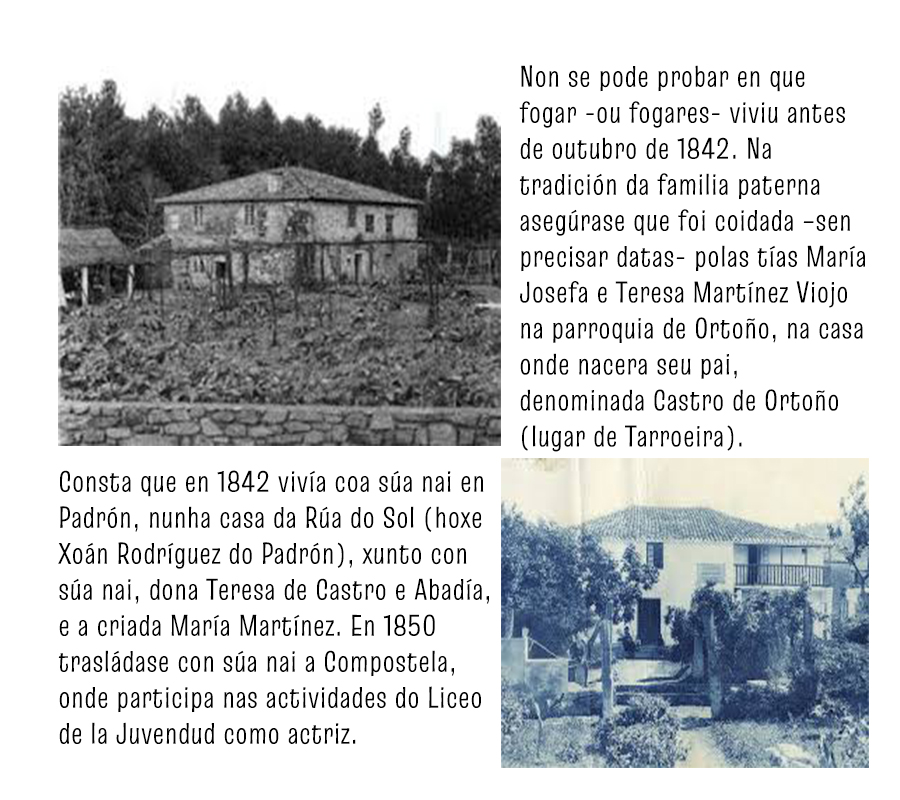 Non se pode probar en que
fogar -ou fogares- viviu antes
de outubro de 1842. Na
tradición da familia paterna
asegúrase que foi coidada –sen
precisar datas- polas tías María
Josefa e Teresa Martínez Viojo
na parroquia de Ortoño, na casa
onde nacera seu pai,
denominada Castro de Ortoño
(lugar de Tarroeira).
Consta que en 1842 vivía coa súa nai en
Padrón, nunha casa da Rúa do Sol (hoxe
Xoán Rodríguez do Padrón), xunto con
súa nai, dona Teresa de Castro e Abadía,
e a criada María Martínez. En 1850
trasládase con súa nai a Compostela,
onde participa nas actividades do Liceo
de la Juvendud como actriz.